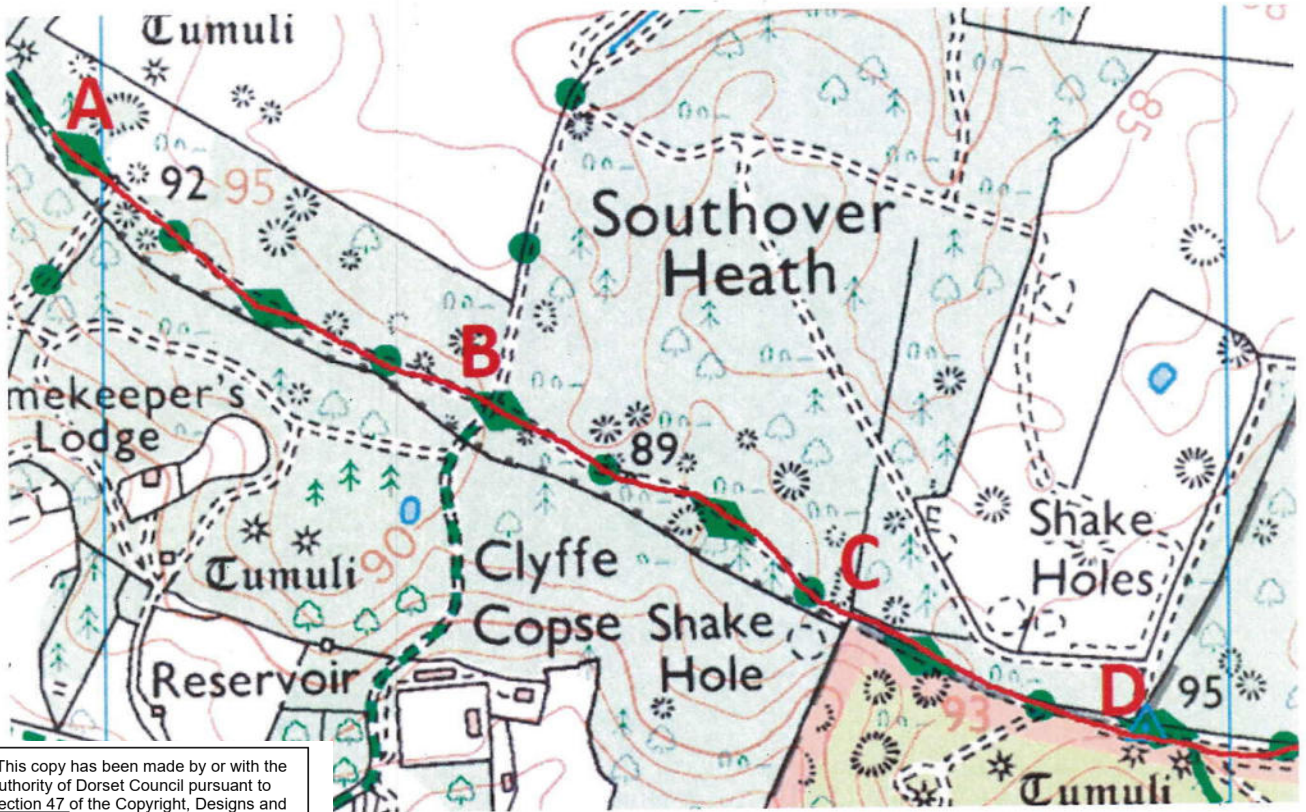 Tumuli
A
92
95
85
Southover
Heath
B
mekeeper's
Lodge
89
Tumuli
90
Clyffe
Copse
Shake
Hole
C
Shake
Holes
Reservoir
D
95
93
Tumuli
This copy has been made by or with the
uthority of Dorset Council pursuant to
ection 47 of the Copyright, Designs and